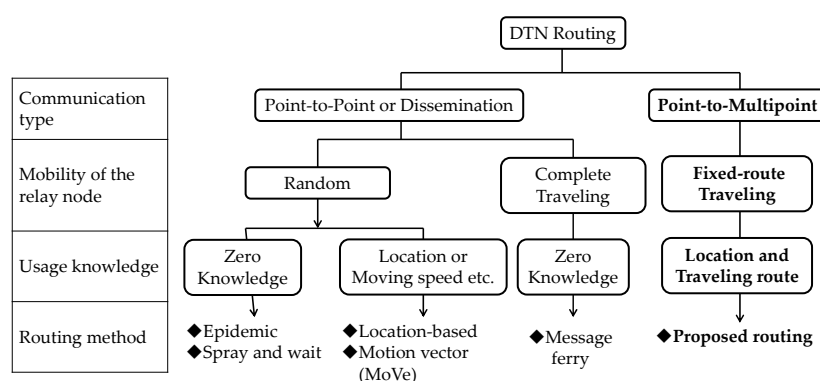 DTN Routing
Communication
type
Point-to-Point or Dissemination
Point-to-Multipoint
Mobility of the
relay node
Random
Complete
Traveling
Fixed-route
Traveling
Usage knowledge
Zero
Knowledge
Location or
Moving speed etc.
Zero
Knowledge
Location and
Traveling route
Routing method
◆Epidemic
◆Spray and wait
◆Location-based
◆Motion vector
(MoVe)
◆Message
ferry
◆Proposed routing